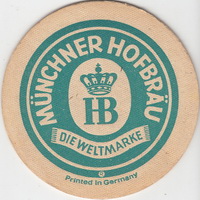 MÜNCHNER HOFBRÄU
HB
DIE WELTMARKE
Printed in Germany